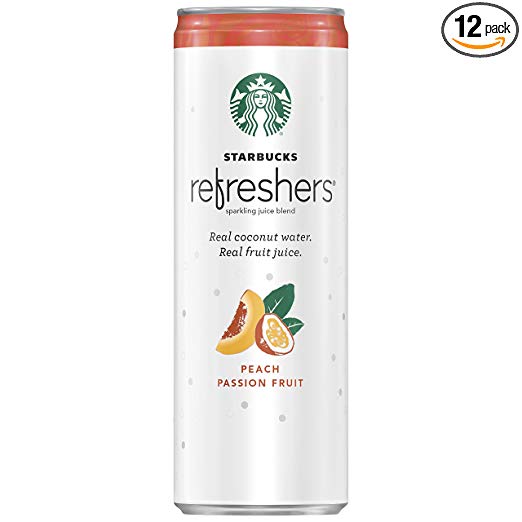 12 pack
STARBUCKS
refreshers®
sparkling juice blend
Real coconut water.
Real fruit juice.
PEACH
PASSION FRUIT